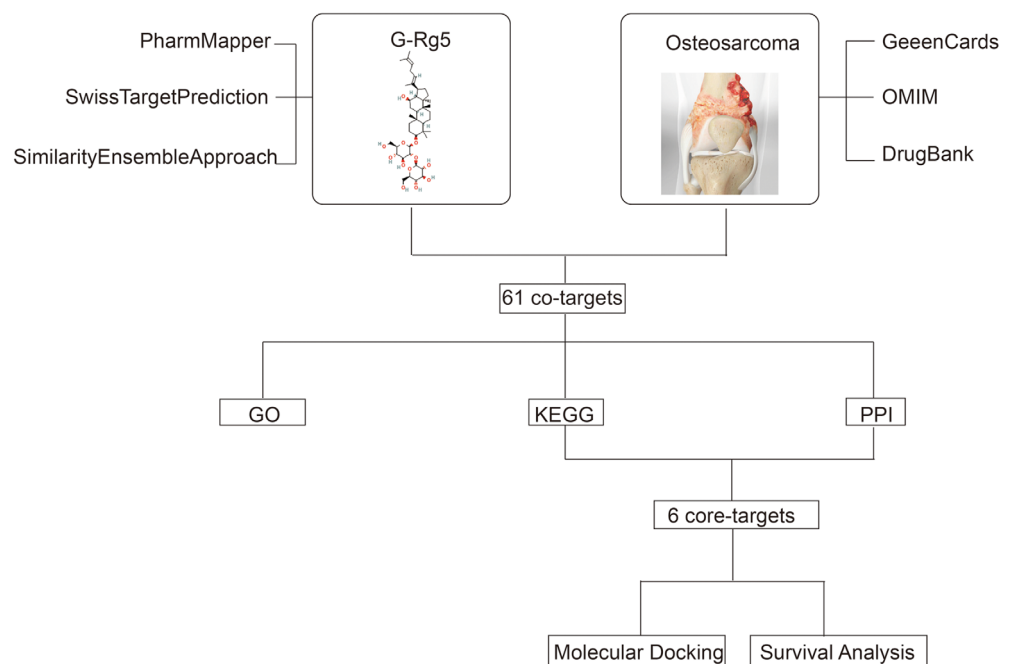 PharmMapper
SwissTargetPrediction
SimilarityEnsembleApproach
G-Rg5
Osteosarcoma
GeeenCards
OMIM
DrugBank
61 co-targets
GO
KEGG
PPI
6 core-targets
Molecular Docking
Survival Analysis